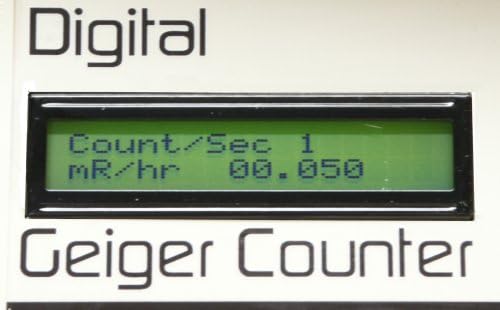 Digital
Count/Sec 1
mR/hr 00.050
Geiger Counter